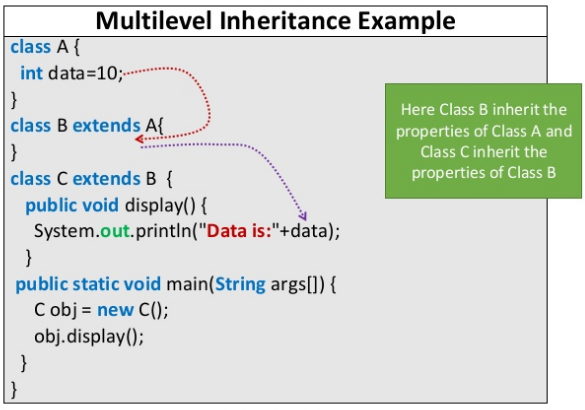 Multilevel Inheritance Example
class A {
int data=10;
}
class B extends A{
}
class C extends B {
public void display() {
System.out.println("Data is:"+data);
}
public static void main(String args[]) {
C obj = new C();
obj.display();
}
}
Here Class B inherit the
properties of Class A and
Class C inherit the
properties of Class B